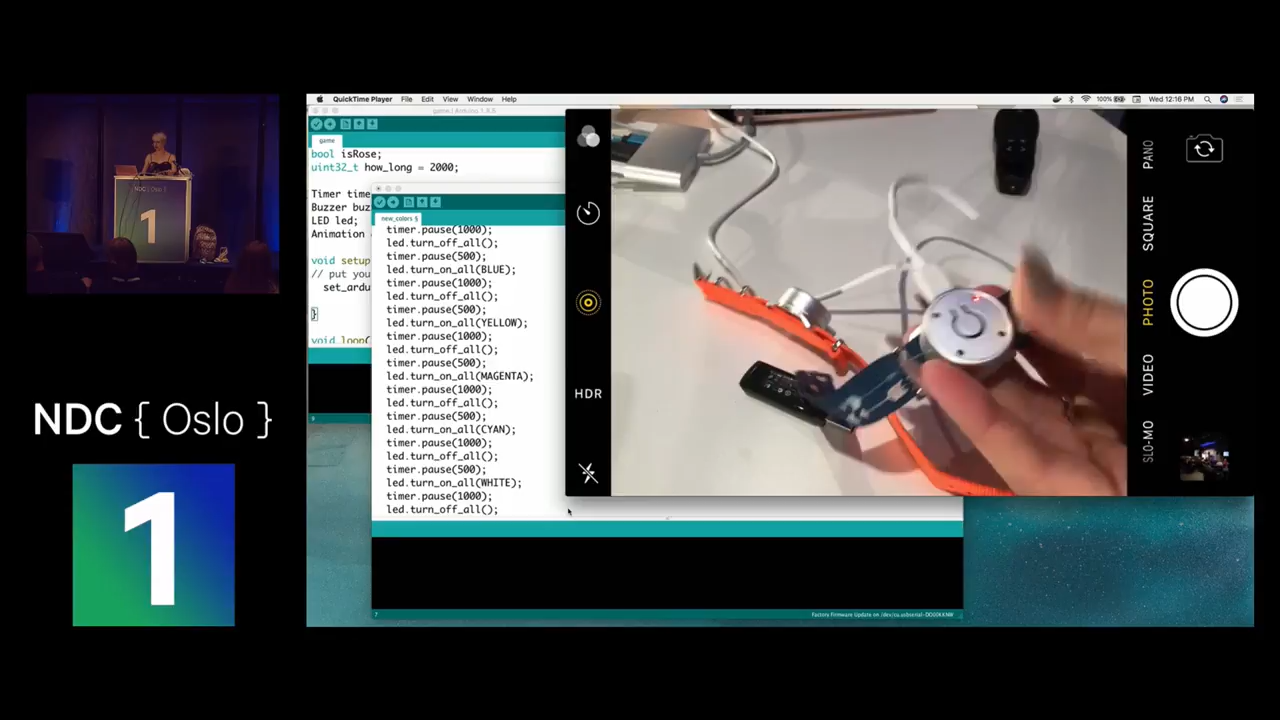 QuickTime Player File Edit View Window Help
100% Wed 12:16 PM
game
bool isRose;
uint32_t how_long = 2000;
Timer time
Buzzer buz
LED led;
Animation
void setup
// put you
set_ardu
}
void loop(
new_colors §
timer.pause(1000);
led.turn_off_all();
timer.pause(500);
led.turn_on_all(BLUE);
timer.pause(1000);
led.turn_off_all();
timer.pause(500);
led.turn_on_all(YELLOW);
timer.pause(1000);
led.turn_off_all();
timer.pause(500);
led.turn_on_all(MAGENTA);
timer.pause(1000);
led.turn_off_all();
timer.pause(500);
led.turn_on_all(CYAN);
timer.pause(1000);
led.turn_off_all();
timer.pause(500);
led.turn_on_all(WHITE);
timer.pause(1000);
led.turn_off_all();
HDR
PANO
SQUARE
PHOTO
VIDEO
SLO-MO
NDC { Oslo }
1
NDC { Oslo }
1